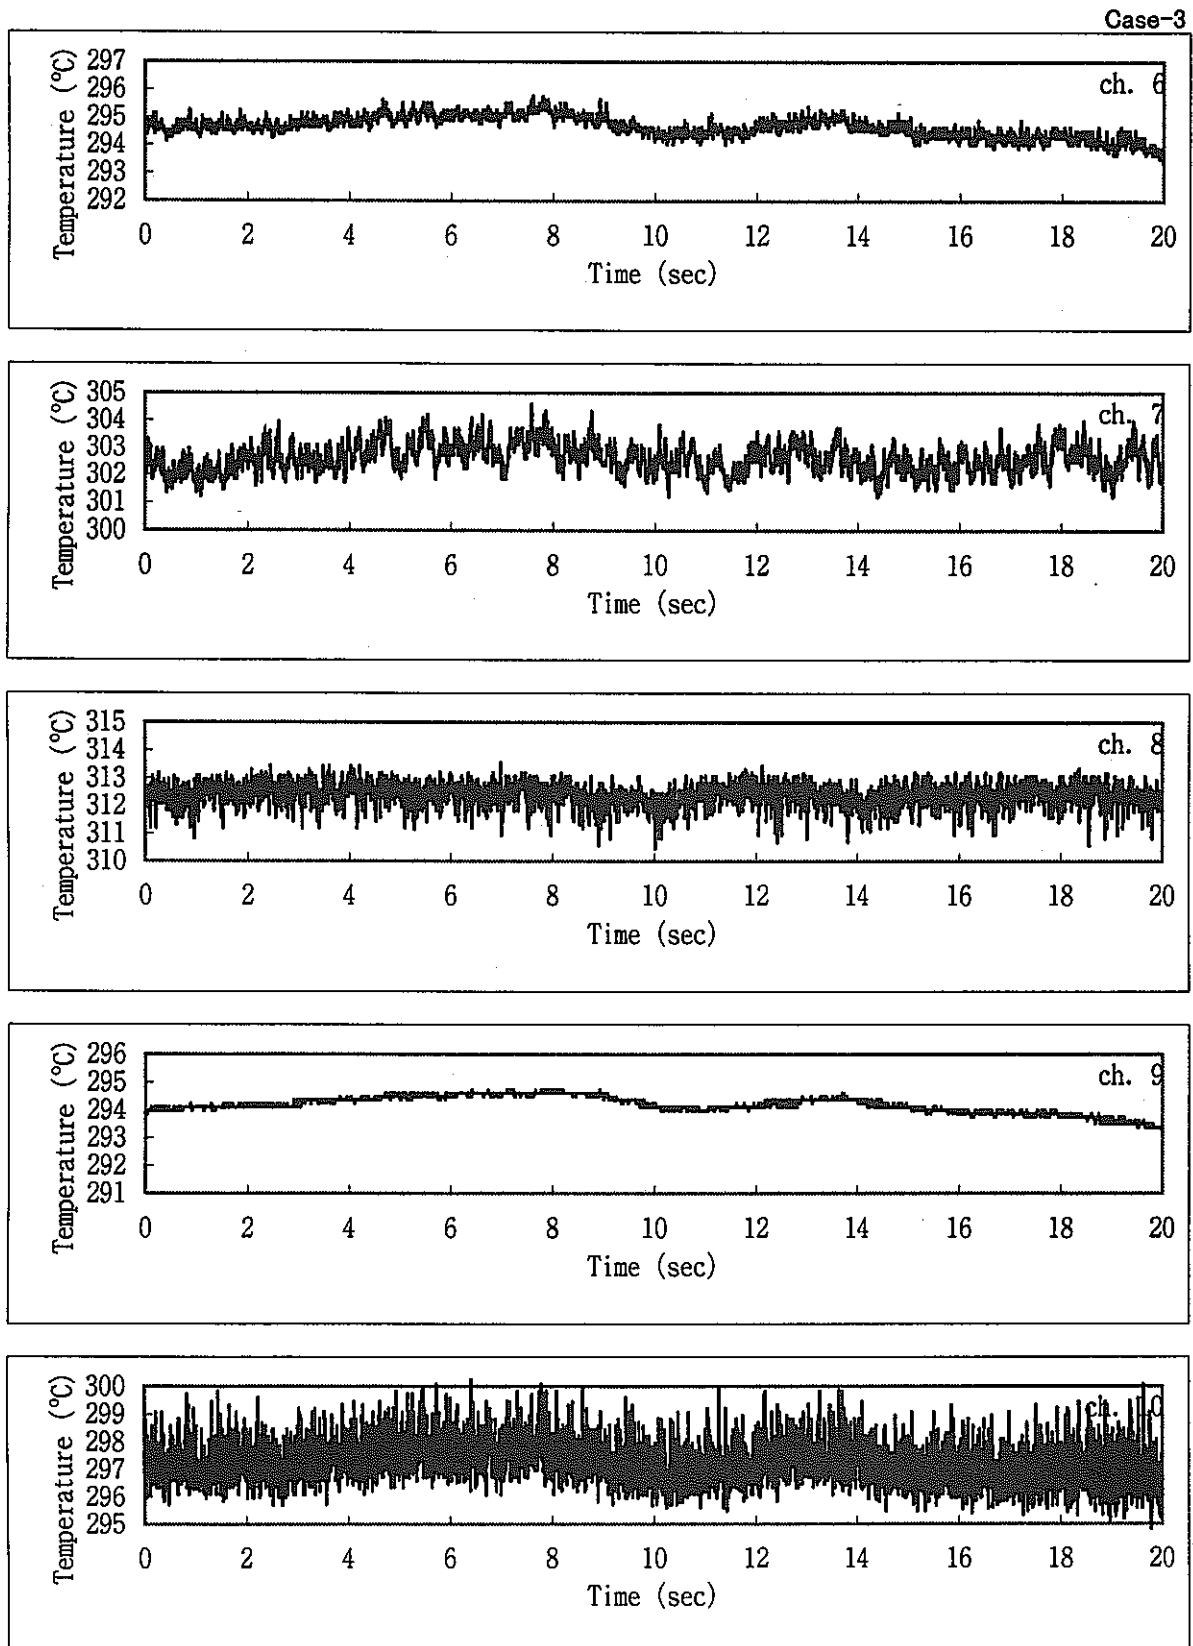 Case-3
Temperature (°C)
297
296
295
294
293
292
ch. 6
0 2 4 6 8 10 12 14 16 18 20
Time (sec)
Temperature (°C)
305
304
303
302
301
300
ch. 7
0 2 4 6 8 10 12 14 16 18 20
Time (sec)
Temperature (°C)
315
314
313
312
311
310
ch. 8
0 2 4 6 8 10 12 14 16 18 20
Time (sec)
Temperature (°C)
296
295
294
293
292
291
ch. 9
0 2 4 6 8 10 12 14 16 18 20
Time (sec)
Temperature (°C)
300
299
298
297
296
295
ch. 10
0 2 4 6 8 10 12 14 16 18 20
Time (sec)